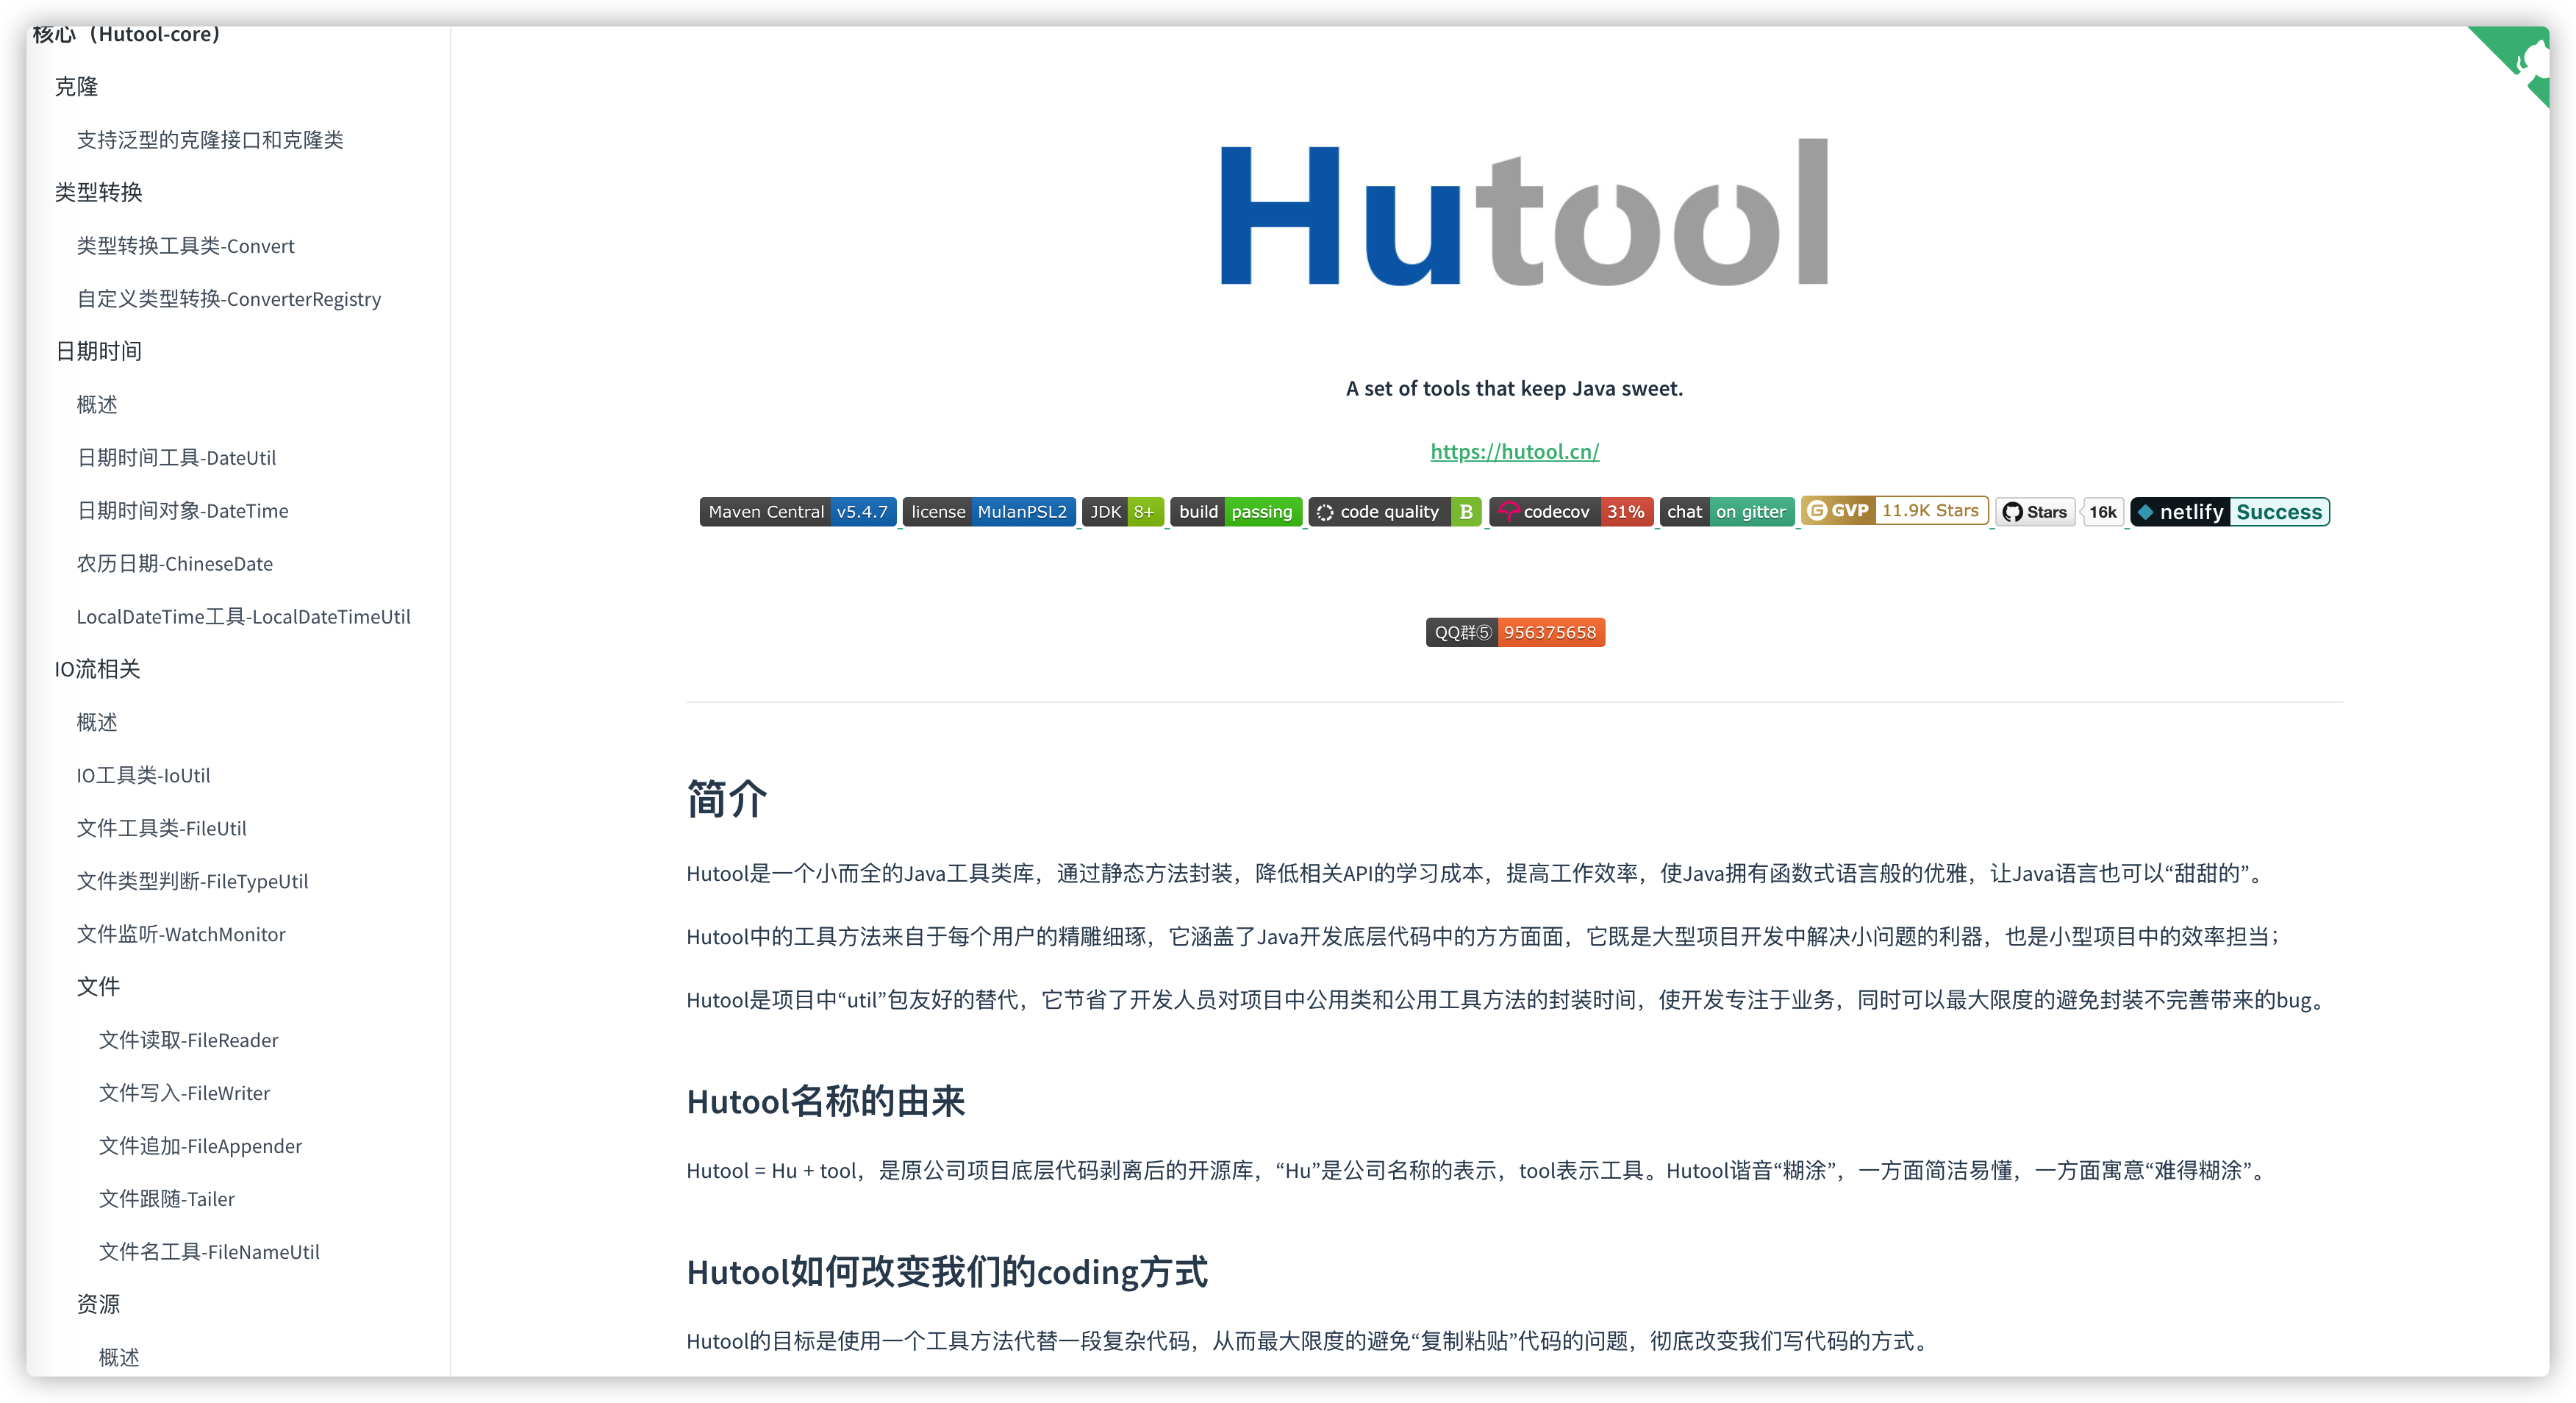 核心（Hutool-core）
克隆
支持泛型的克隆接口和克隆类
类型转换
类型转换工具类-Convert
自定义类型转换-ConverterRegistry
日期时间
概述
日期时间工具-DateUtil
日期时间对象-DateTime
农历日期-ChineseDate
LocalDateTime工具-LocalDateTimeUtil
IO流相关
概述
IO工具类-IoUtil
文件工具类-FileUtil
文件类型判断-FileTypeUtil
文件监听-WatchMonitor
文件
文件读取-FileReader
文件写入-FileWriter
文件追加-FileAppender
文件跟随-Tailer
文件名工具-FileNameUtil
资源
概述
Hutool
A set of tools that keep Java sweet.
https://hutool.cn/
Maven Central v5.4.7 license MulanPSL2 JDK 8+ build passing code quality B codecov 31% chat on gitter G GVP 11.9K Stars Stars 16k netlify Success
QQ群⑤ 956375658
简介
Hutool是一个小而全的Java工具类库，通过静态方法封装，降低相关API的学习成本，提高工作效率，使Java拥有函数式语言般的优雅，让Java语言也可以“甜甜的”。
Hutool中的工具方法来自于每个用户的精雕细琢，它涵盖了Java开发底层代码中的方方面面，它既是大型项目开发中解决小问题的利器，也是小型项目中的效率担当；
Hutool是项目中“util”包友好的替代，它节省了开发人员对项目中公用类和公用工具方法的封装时间，使开发专注于业务，同时可以最大限度的避免封装不完善带来的bug。
Hutool名称的由来
Hutool = Hu + tool，是原公司项目底层代码剥离后的开源库，“Hu”是公司名称的表示，tool表示工具。Hutool谐音“糊涂”，一方面简洁易懂，一方面寓意“难得糊涂”。
Hutool如何改变我们的coding方式
Hutool的目标是使用一个工具方法代替一段复杂代码，从而最大限度的避免“复制粘贴”代码的问题，彻底改变我们写代码的方式。